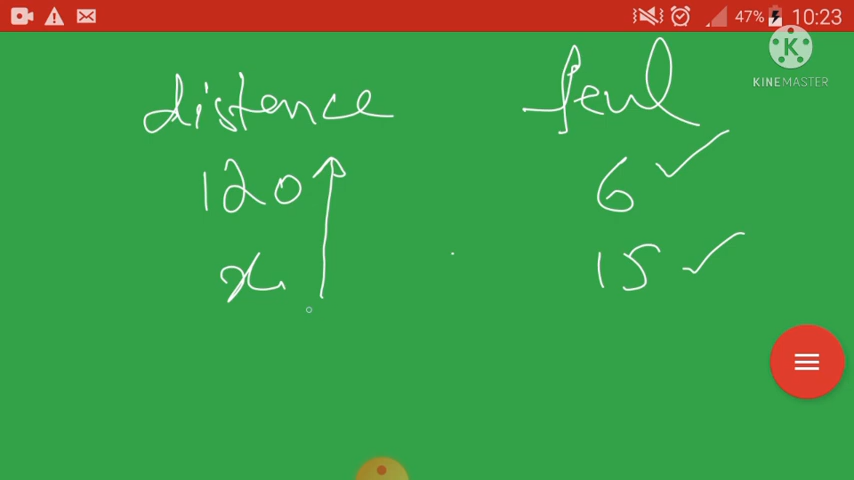 47% 10:23
K
KINEMASTER
distence feul
120 6
x 15